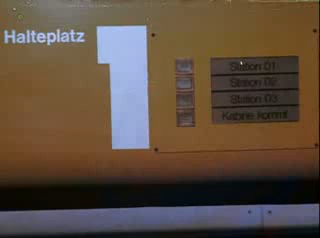 Halteplatz
1
Station 01
Station 02
Station 03
Kabine kommt